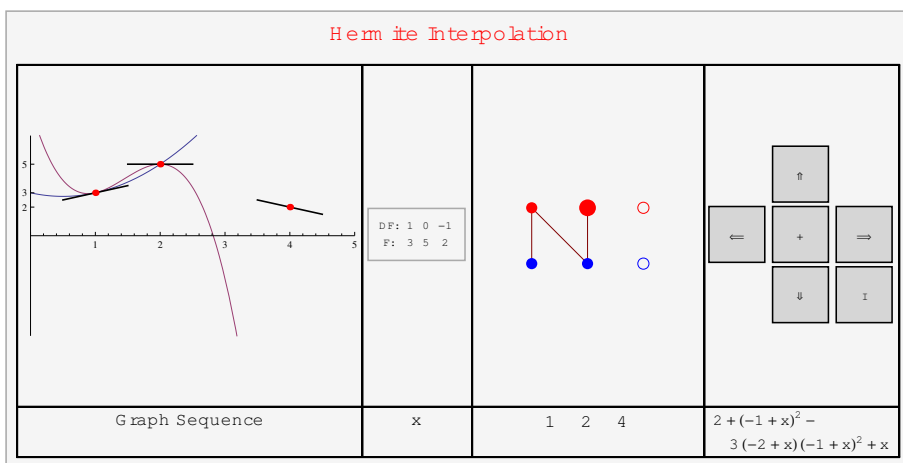 Hermite Interpolation
5
3
2
1 2 3 4 5
DF: 1 0 −1
F: 3 5 2
⇑
⇐ + ⇒
⇓ I
Graph Sequence
x
1 2 4
2 + (−1 + x)² −
3 (−2 + x) (−1 + x)² + x